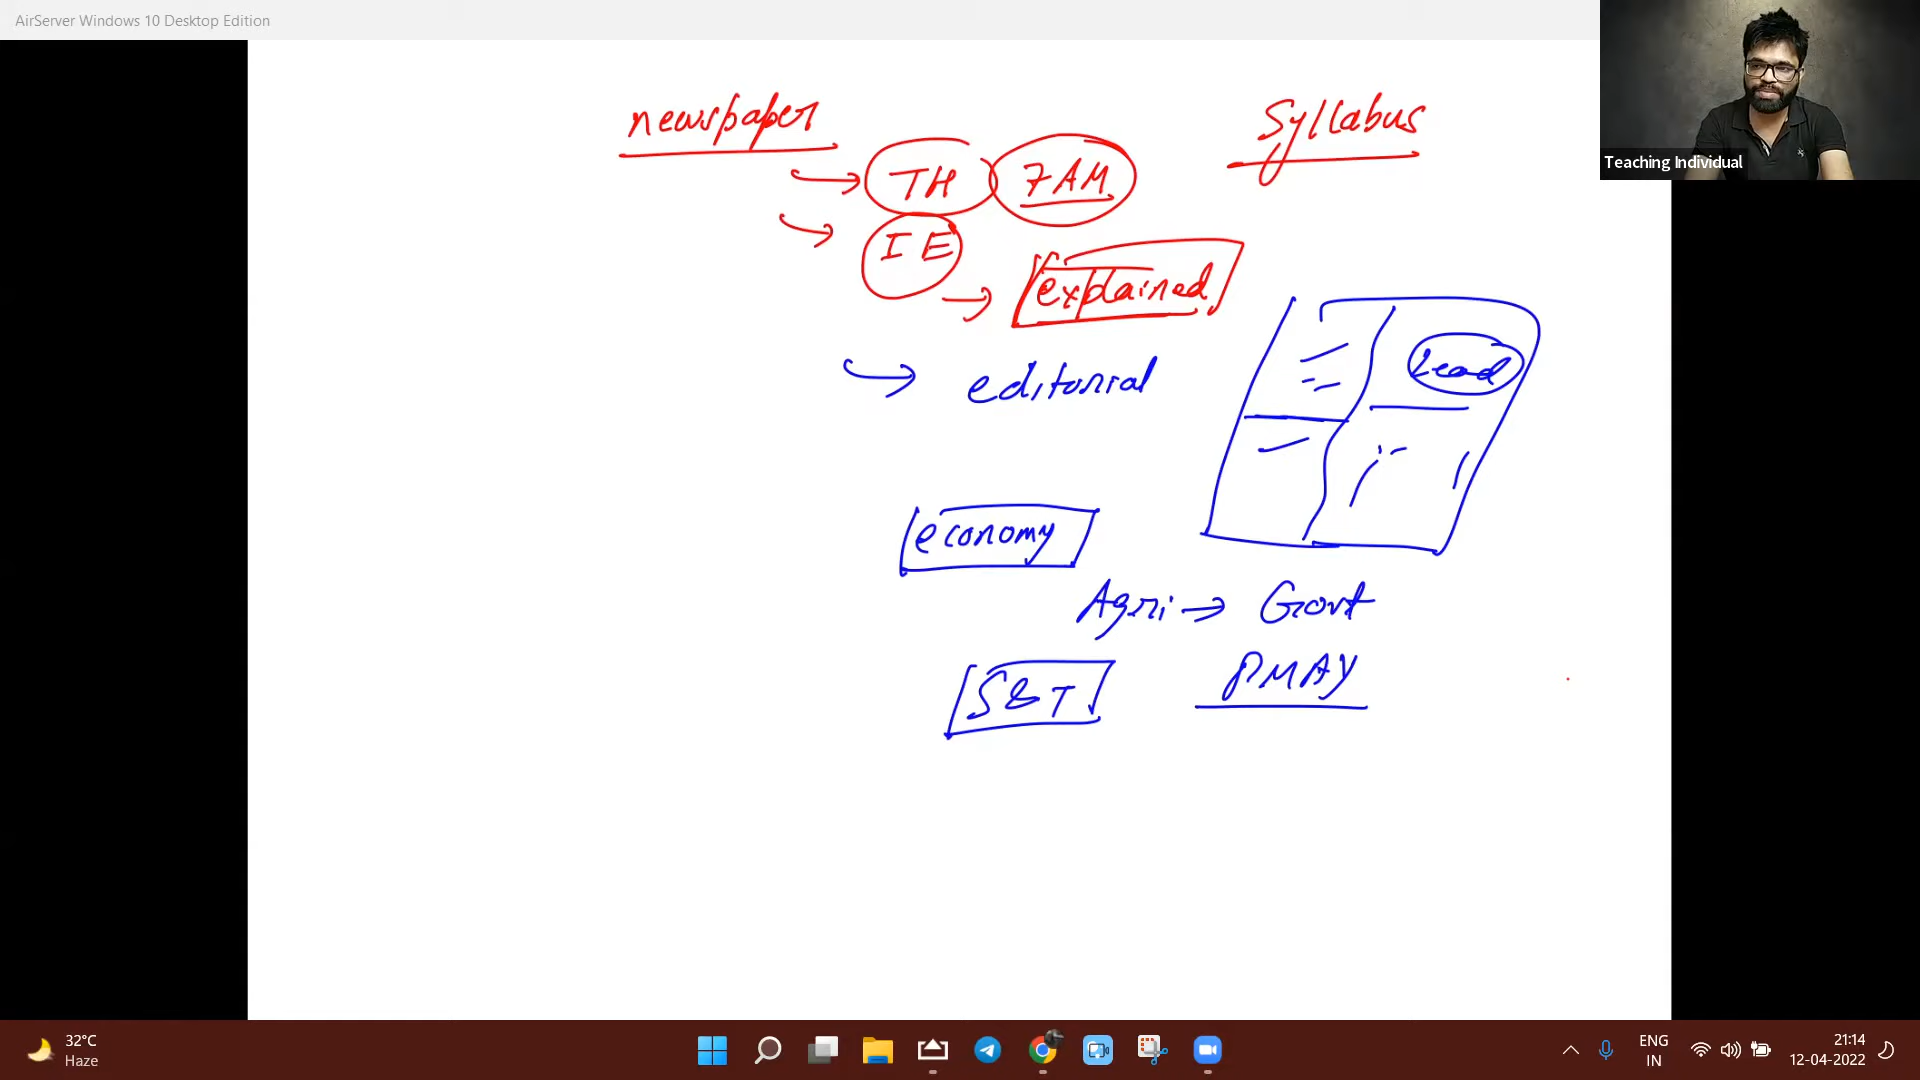 AirServer Windows 10 Desktop Edition
Teaching Individual
newspaper
Syllabus
TH
7AM
IE
explained
editorial
Lead
economy
Agri → Govt
S&T
PMAY
32°C
Haze
ENG
IN
21:14
12-04-2022